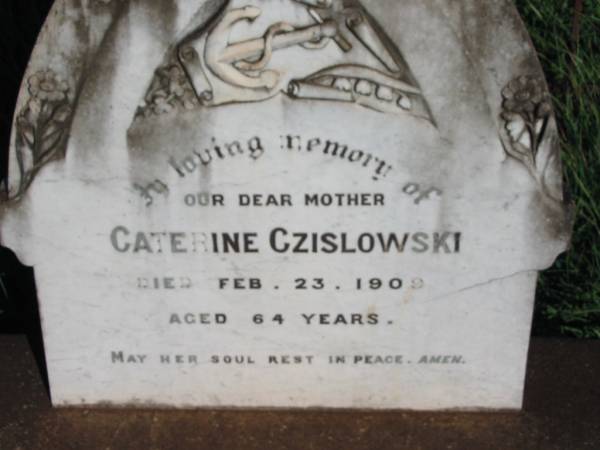 In loving memory of
OUR DEAR MOTHER
CATERINE CZISLOWSKI
DIED FEB. 23. 1909
AGED 64 YEARS.
MAY HER SOUL REST IN PEACE. AMEN.